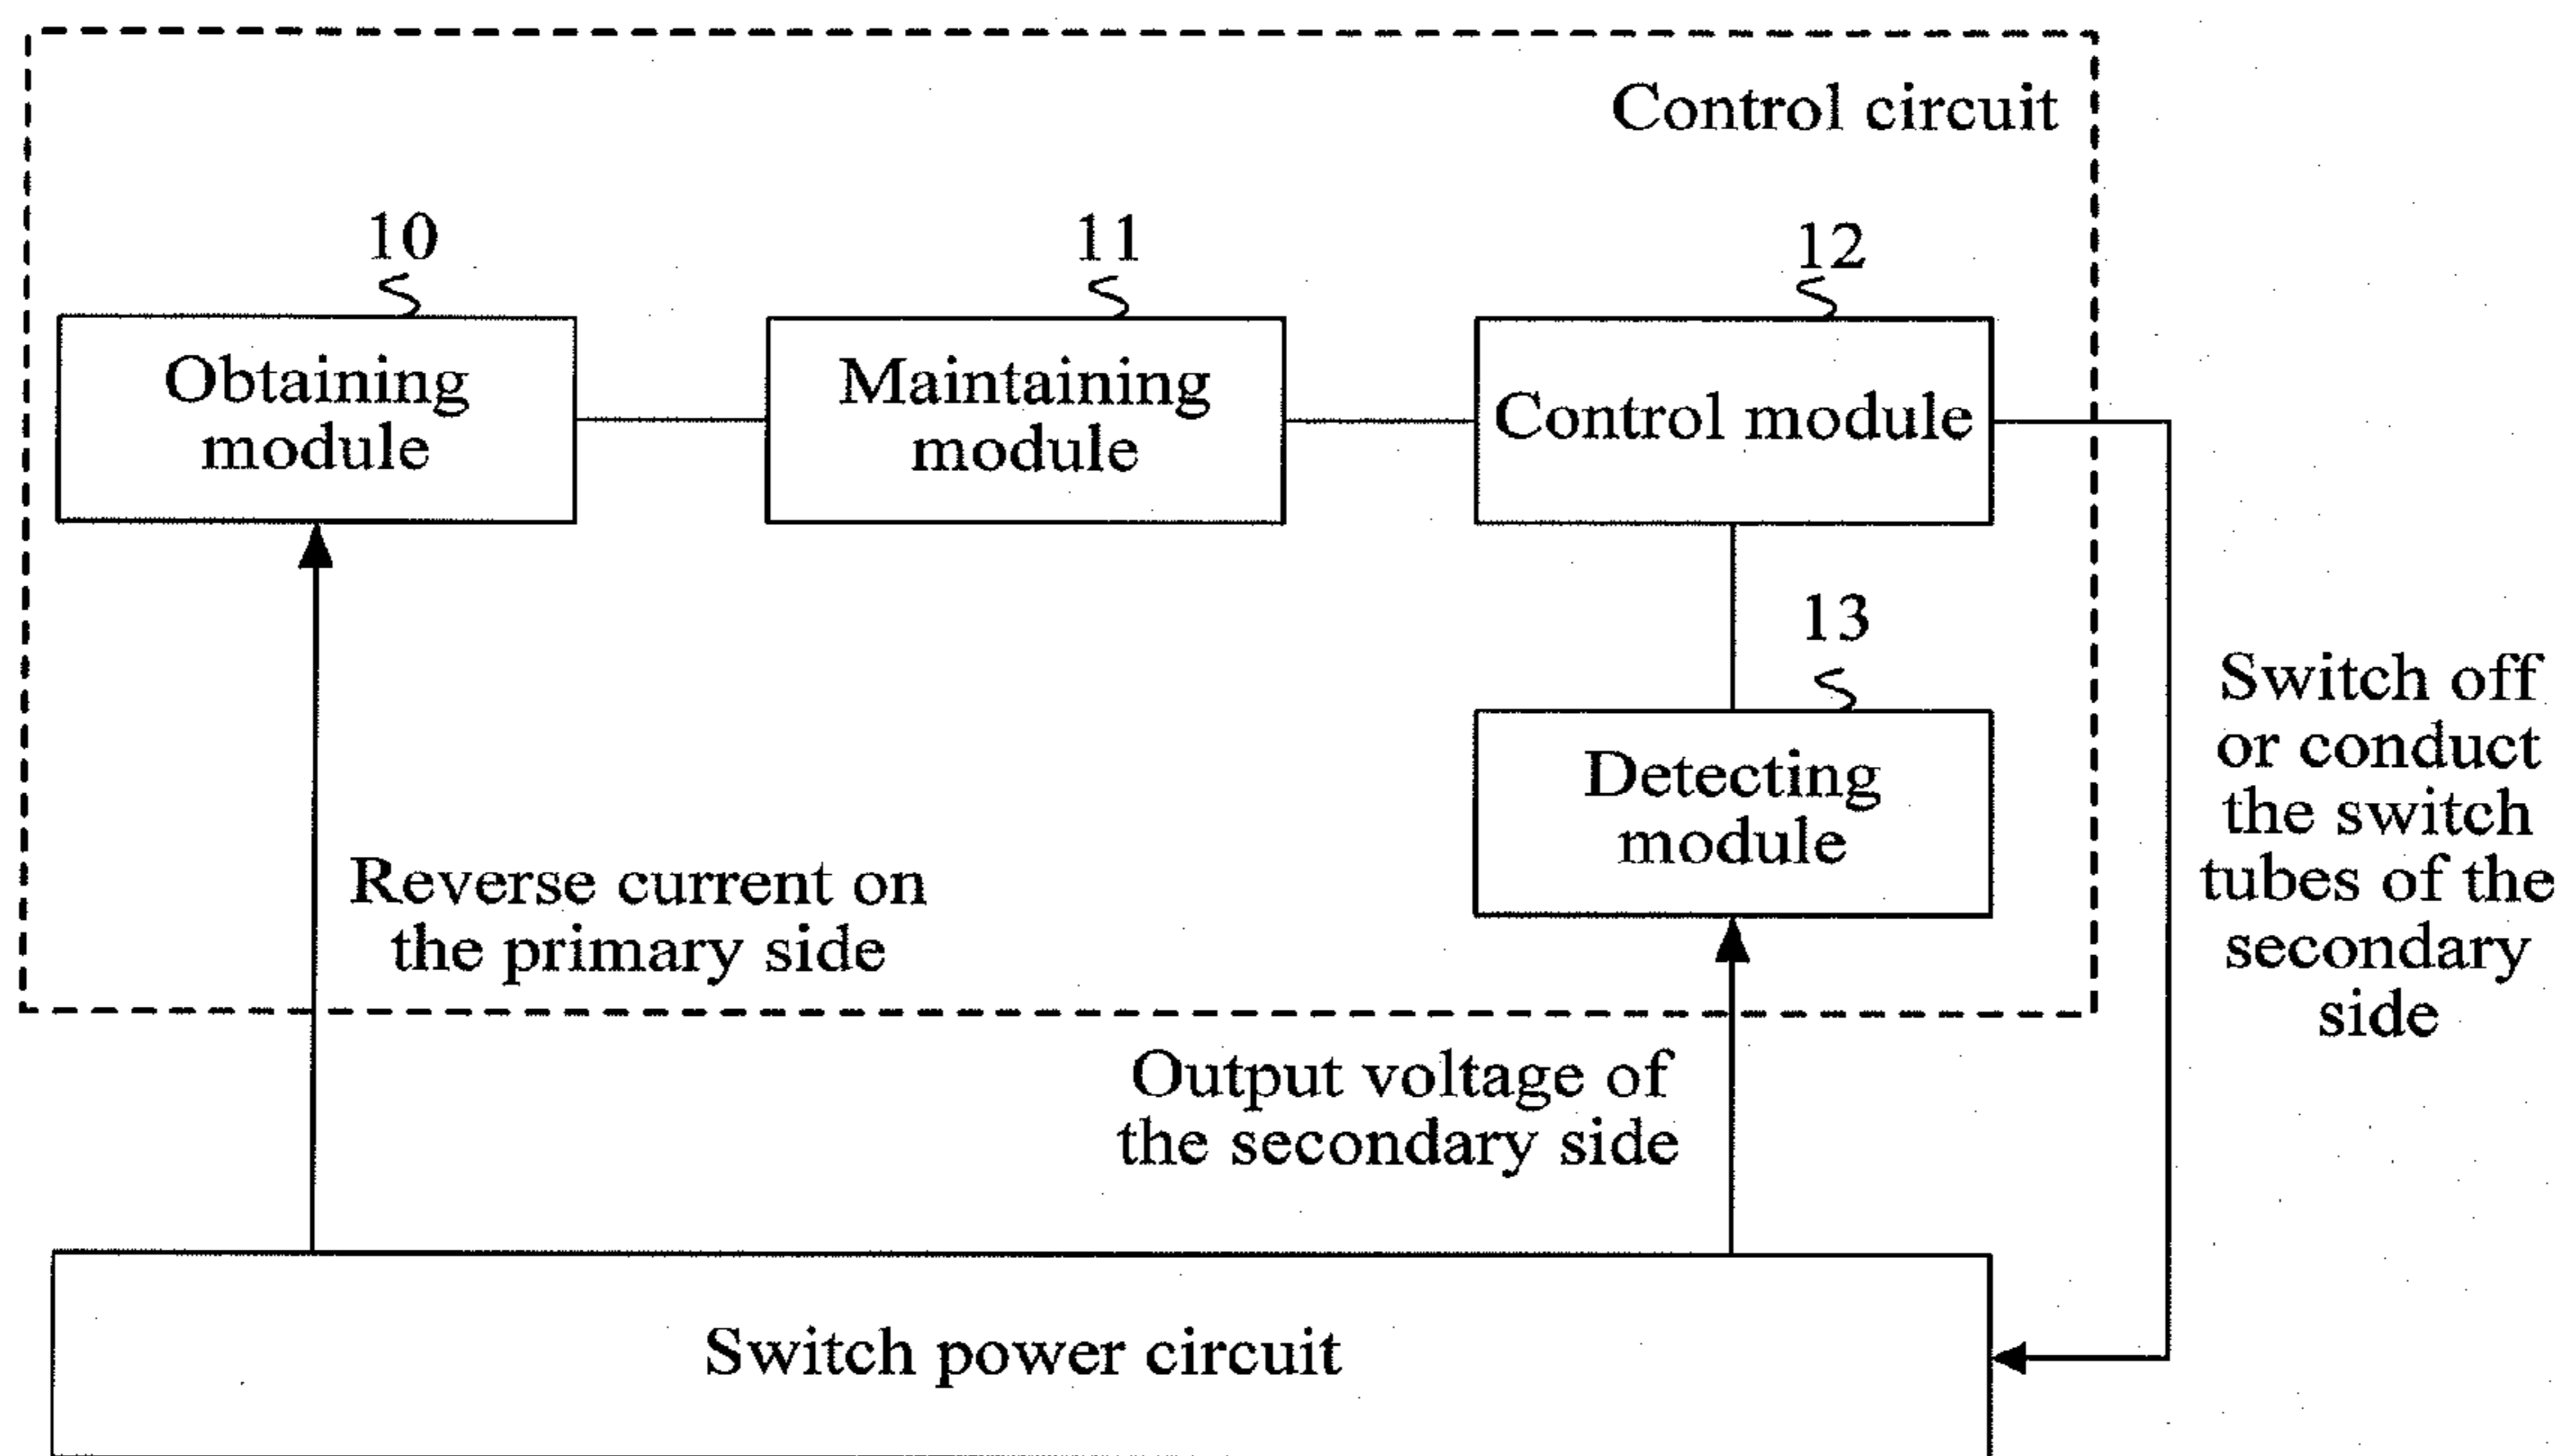 Control circuit
10
11
12
Obtaining
module
Maintaining
module
Control module
13
Detecting
module
Reverse current on
the primary side
Switch off
or conduct
the switch
tubes of the
secondary
side
Output voltage of
the secondary side
Switch power circuit